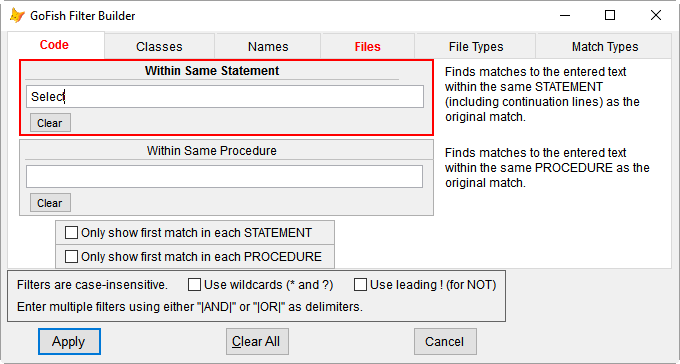 GoFish Filter Builder
Code
Classes
Names
Files
File Types
Match Types
Within Same Statement
Select
Clear
Finds matches to the entered text
within the same STATEMENT
(including continuation lines) as the
original match.
Within Same Procedure
Clear
Finds matches to the entered text
within the same PROCEDURE as the
original match.
Only show first match in each STATEMENT
Only show first match in each PROCEDURE
Filters are case-insensitive.
Use wildcards (* and ?)
Use leading ! (for NOT)
Enter multiple filters using either "|AND|" or "|OR|" as delimiters.
Apply
Clear All
Cancel